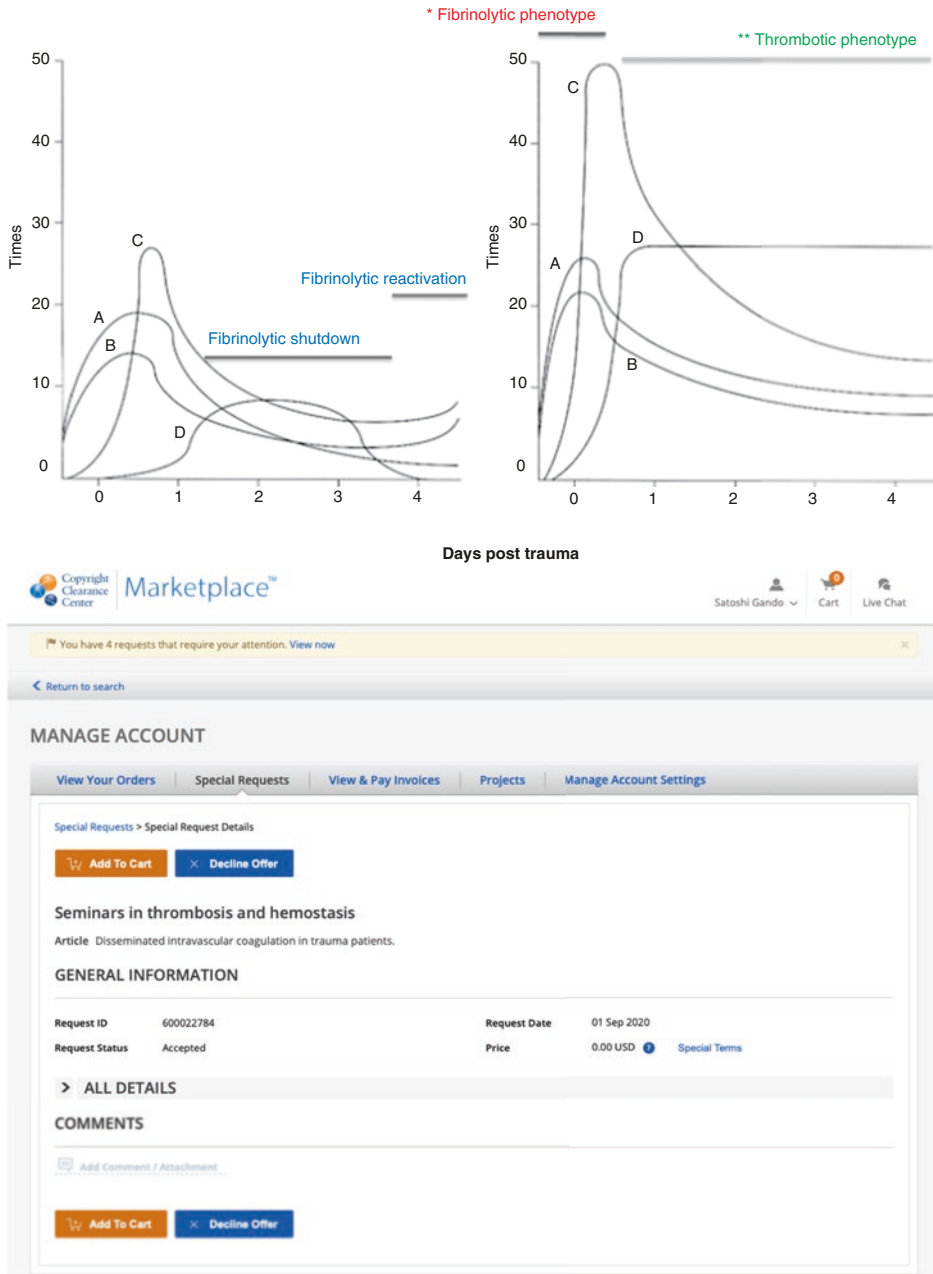 * Fibrinolytic phenotype
** Thrombotic phenotype
50
40
30
20
10
0
Times
A
B
C
D
Fibrinolytic shutdown
Fibrinolytic reactivation
0 1 2 3 4
50
40
30
20
10
0
Times
C
A
D
B
0 1 2 3 4
Days post trauma
Copyright
Clearance
Center
Marketplace™
Satoshi Gando
0
Cart
Live Chat
You have 4 requests that require your attention. View now
Return to search
MANAGE ACCOUNT
View Your Orders Special Requests View & Pay Invoices Projects Manage Account Settings
Special Requests > Special Request Details
Add To Cart Decline Offer
Seminars in thrombosis and hemostasis
Article Disseminated intravascular coagulation in trauma patients.
GENERAL INFORMATION
Request ID 600022784 Request Date 01 Sep 2020
Request Status Accepted Price 0.00 USD ? Special Terms
> ALL DETAILS
COMMENTS
Add Comment / Attachment
Add To Cart Decline Offer